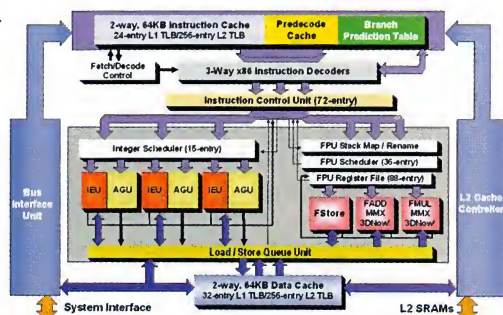 2-way, 64KB Instruction Cache
24-entry L1 TLB/256-entry L2 TLB
Predecode
Cache
Branch
Prediction Table
Fetch/Decode
Control
3-Way x86 Instruction Decoders
Instruction Control Unit (72-entry)
Bus
Interface
Unit
Integer Scheduler (15-entry)
FPU Stack Map / Rename
FPU Scheduler (36-entry)
FPU Register File (88-entry)
IEU
AGU
IEU
AGU
IEU
AGU
FStore
FADD
MMX
3DNow!
FMUL
MMX
3DNow!
L2 Cache
Controller
Load / Store Queue Unit
2-way, 64KB Data Cache
32-entry L1 TLB/256-entry L2 TLB
System Interface
L2 SRAMs